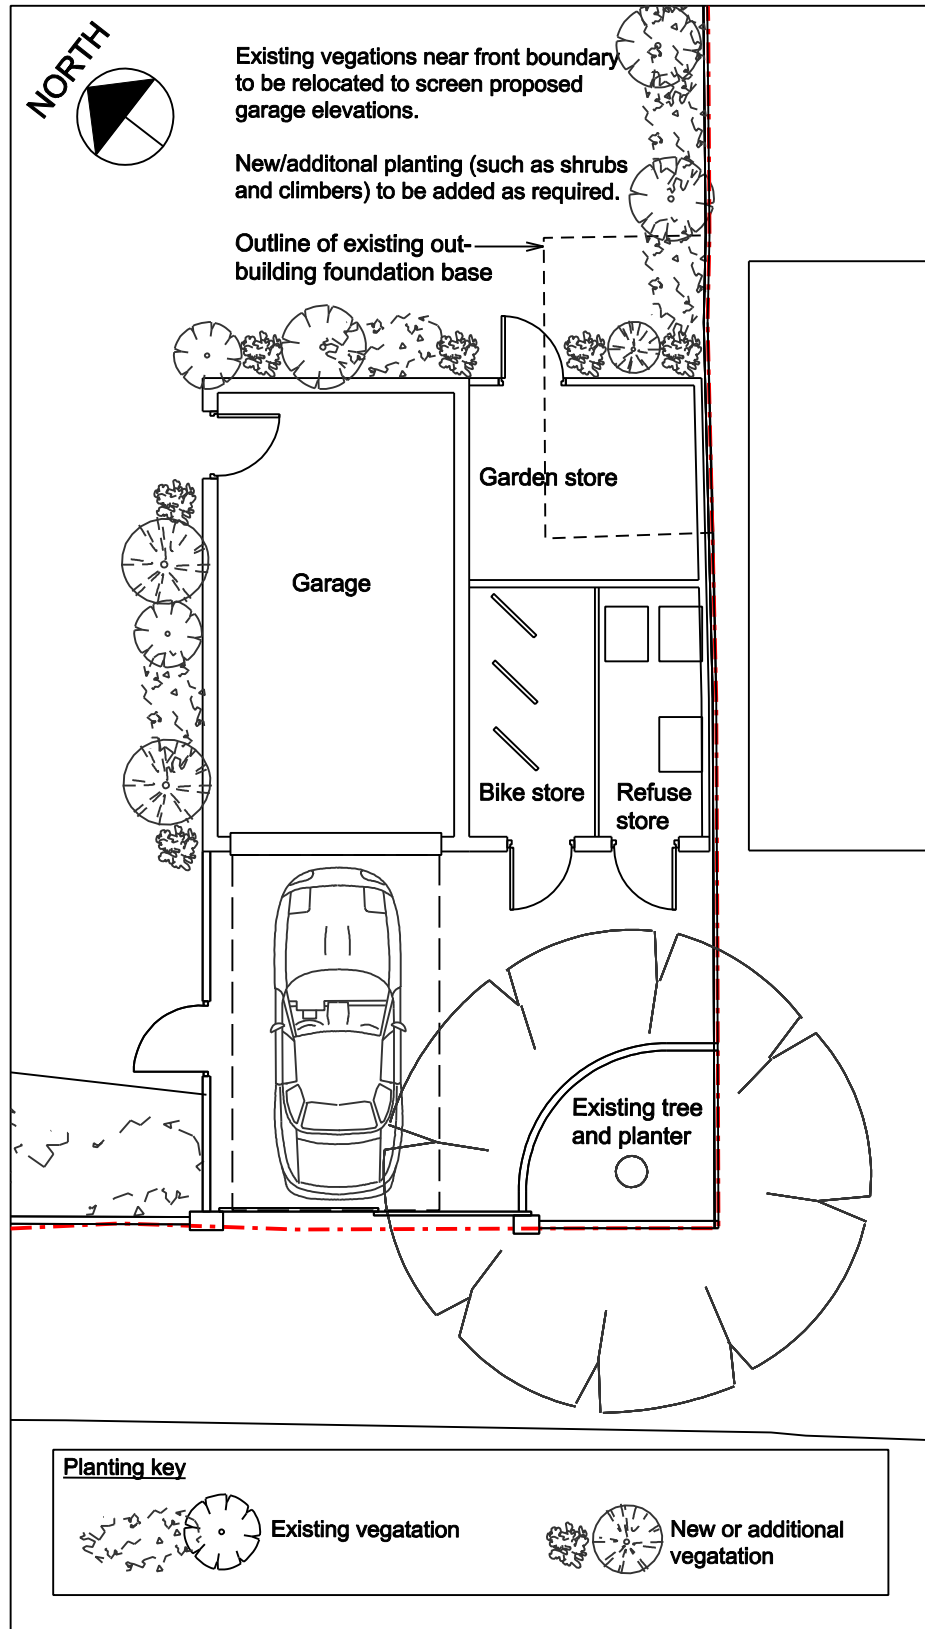 NORTH
Existing vegations near front boundary
to be relocated to screen proposed
garage elevations.
New/additonal planting (such as shrubs
and climbers) to be added as required.
Outline of existing out-
building foundation base
Garden store
Garage
Bike store
Refuse
store
Existing tree
and planter
Planting key
Existing vegatation
New or additional
vegatation